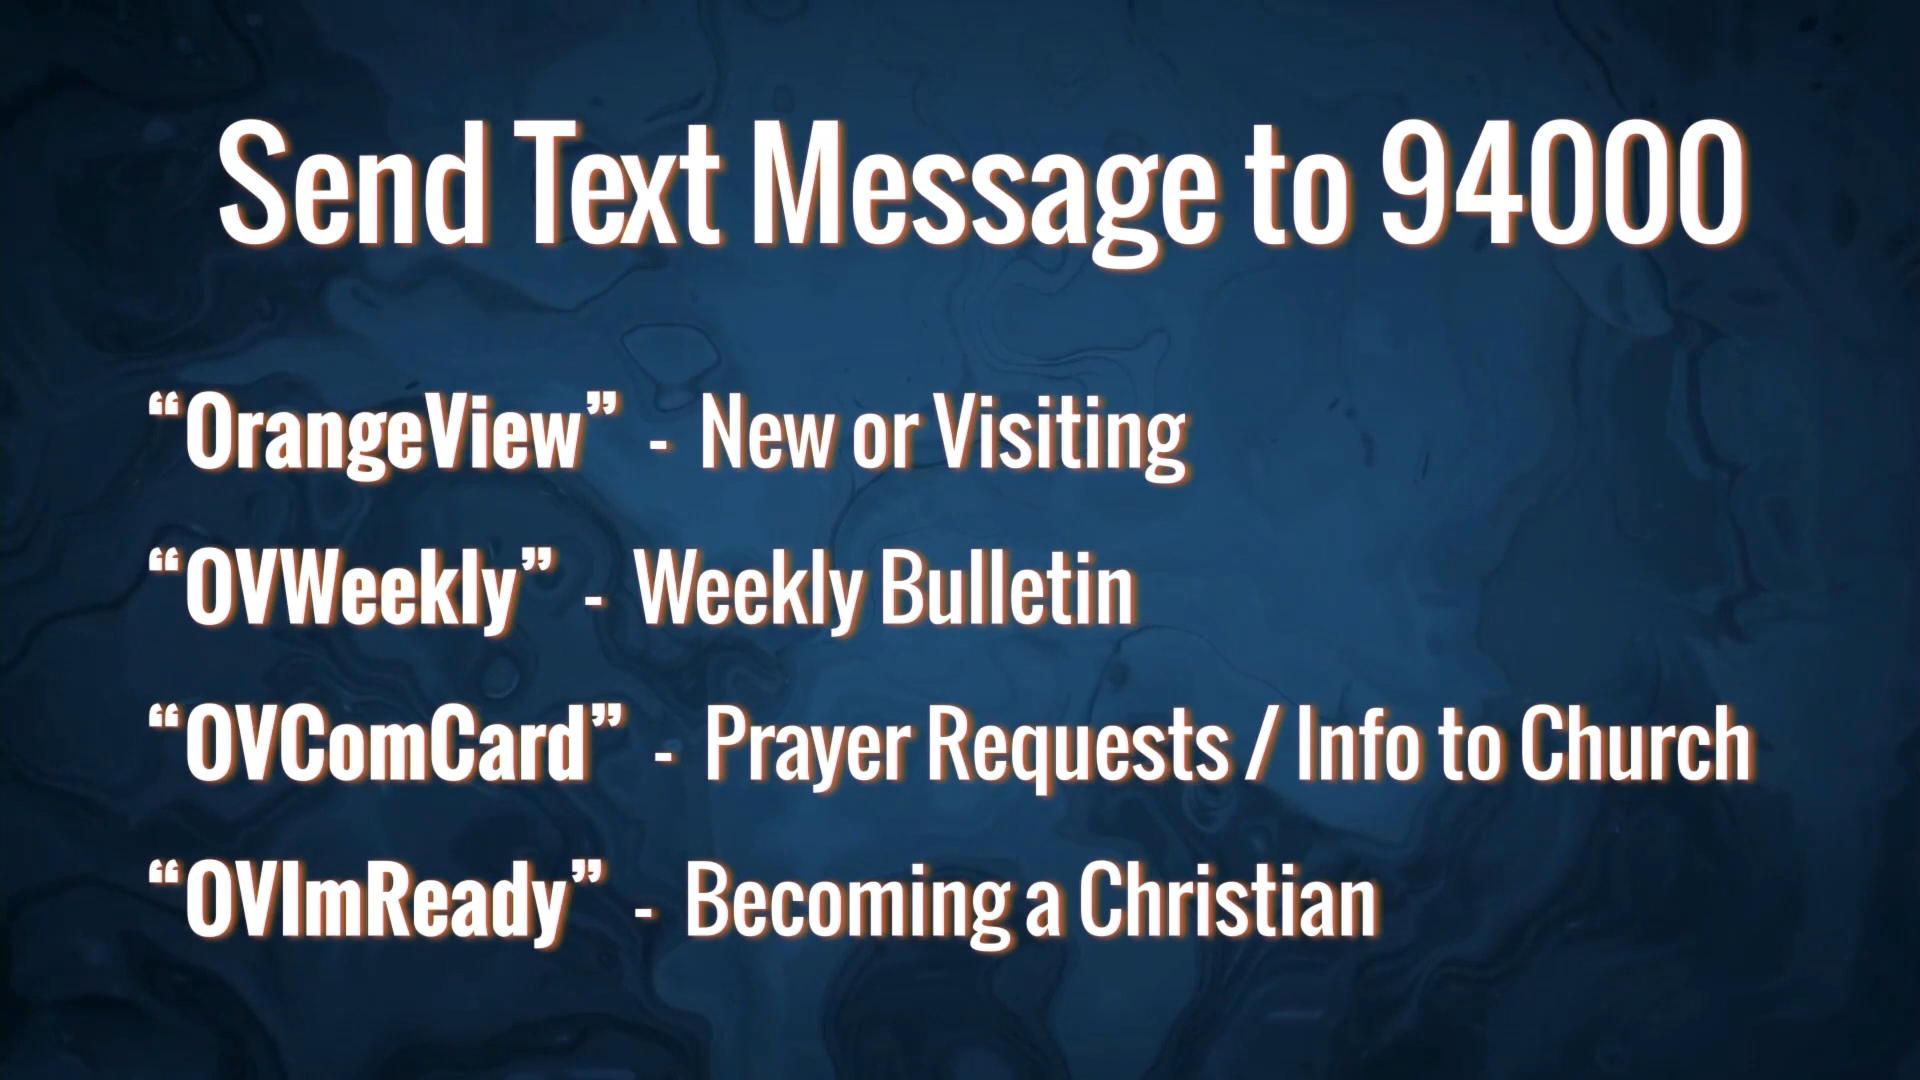 Send Text Message to 94000
“OrangeView” - New or Visiting
“OVWeekly” - Weekly Bulletin
“OVComCard” - Prayer Requests / Info to Church
“OVImReady” - Becoming a Christian